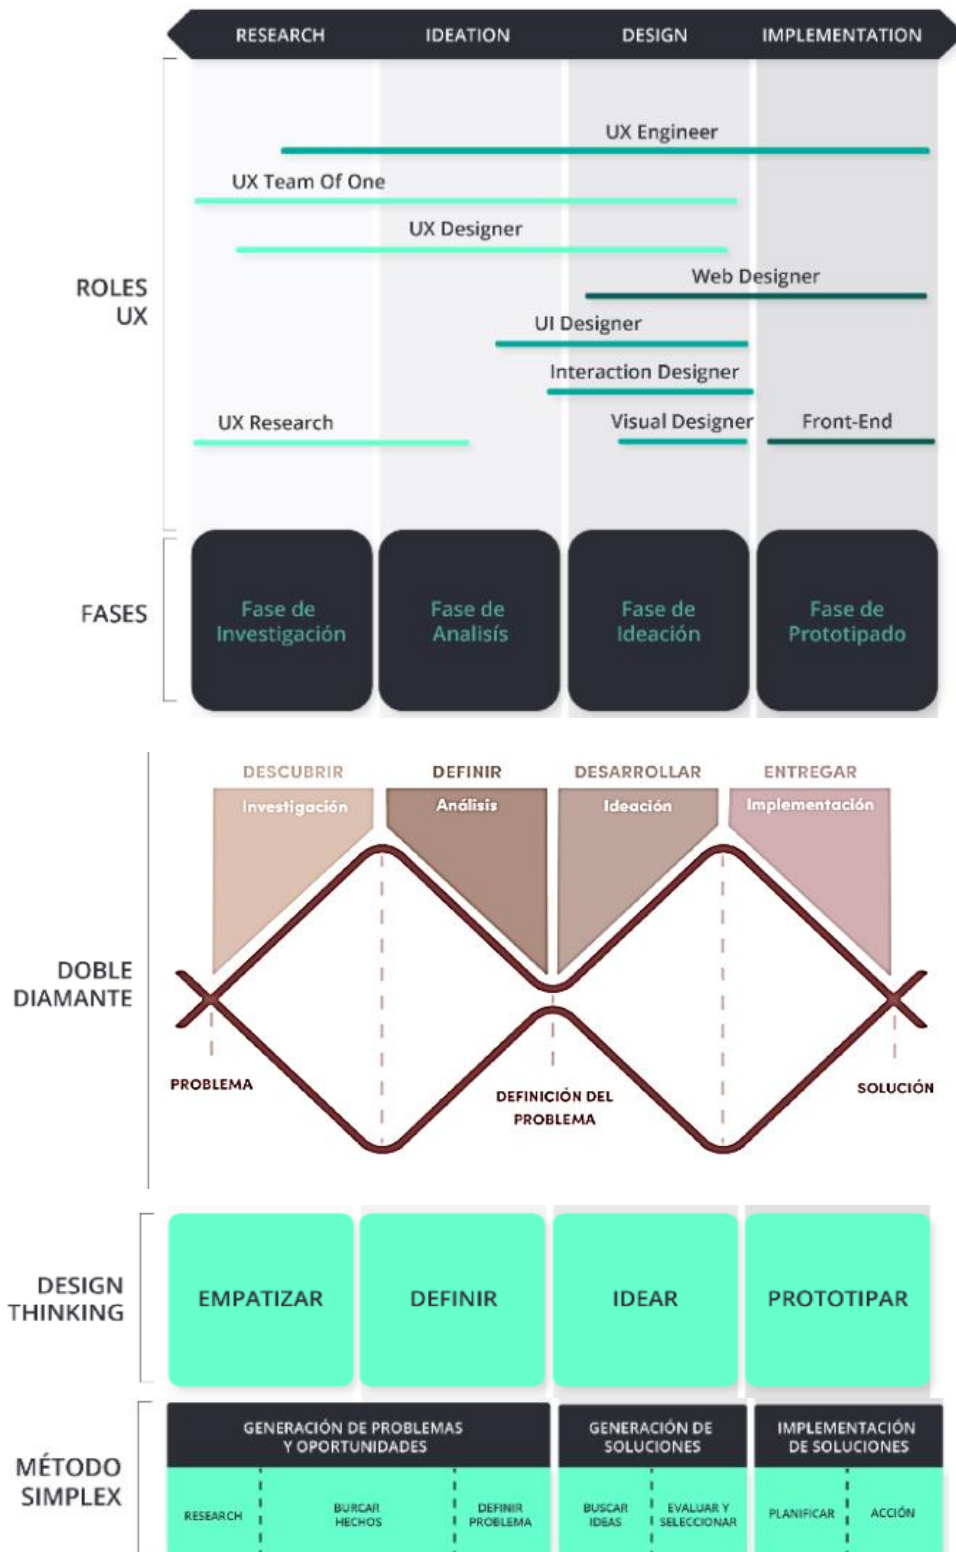 RESEARCH
IDEATION
DESIGN
IMPLEMENTATION
ROLES
UX
UX Engineer
UX Team Of One
UX Designer
Web Designer
UI Designer
Interaction Designer
UX Research
Visual Designer
Front-End
FASES
Fase de
Investigación
Fase de
Analisís
Fase de
Ideación
Fase de
Prototipado
DOBLE
DIAMANTE
DESCUBRIR
DEFINIR
DESARROLLAR
ENTREGAR
Investigación
Análisis
Ideación
Implementación
PROBLEMA
DEFINICIÓN DEL
PROBLEMA
SOLUCIÓN
DESIGN
THINKING
EMPATIZAR
DEFINIR
IDEAR
PROTOTIPAR
MÉTODO
SIMPLEX
GENERACIÓN DE PROBLEMAS
Y OPORTUNIDADES
GENERACIÓN DE
SOLUCIONES
IMPLEMENTACIÓN
DE SOLUCIONES
RESEARCH
BURCAR
HECHOS
DEFINIR
PROBLEMA
BUSCAR
IDEAS
EVALUAR Y
SELECCIONAR
PLANIFICAR
ACCIÓN